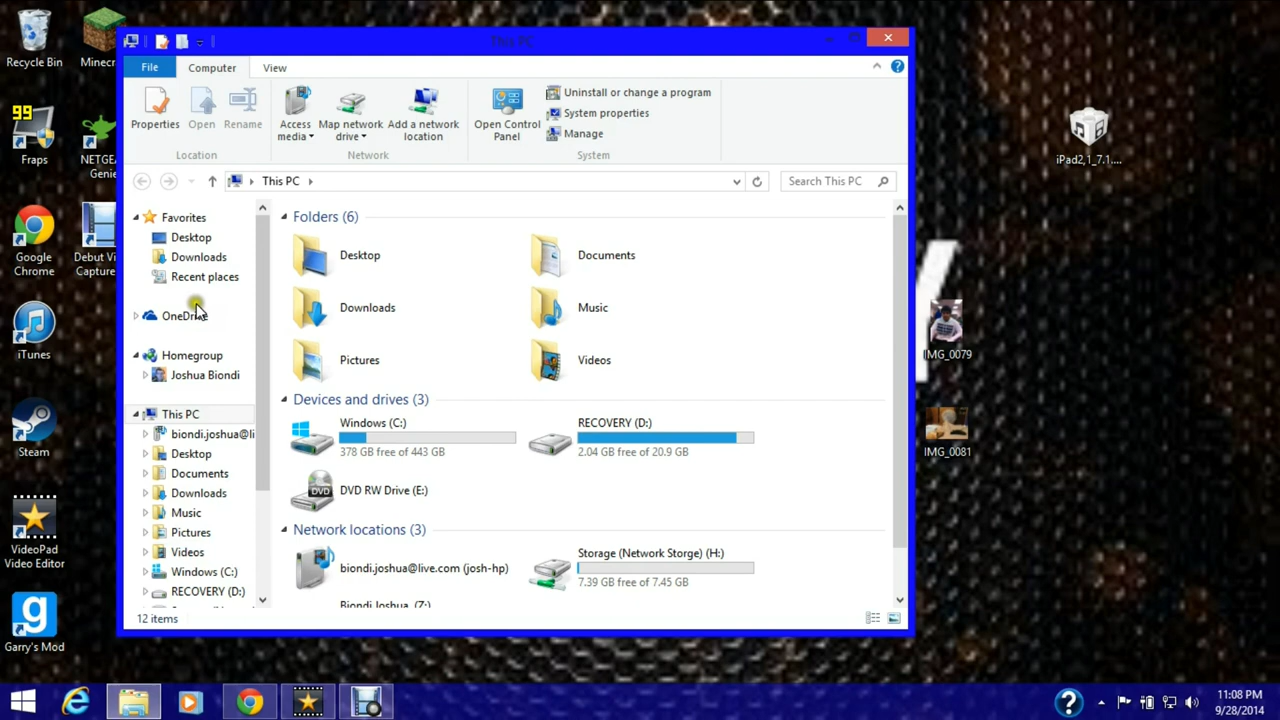 Recycle Bin
Minecr
99
Fraps
NETGEA
Genie
Google
Chrome
Debut Vi
Capture
iTunes
Steam
VideoPad
Video Editor
g
Garry's Mod
This PC
File
Computer
View
Properties
Open
Rename
Location
Access
media
Map network
drive
Add a network
location
Network
Open Control
Panel
Uninstall or change a program
System properties
Manage
System
This PC
Search This PC
Favorites
Desktop
Downloads
Recent places
OneDrive
Homegroup
Joshua Biondi
This PC
biondi.joshua@li
Desktop
Documents
Downloads
Music
Pictures
Videos
Windows (C:)
RECOVERY (D:)
Folders (6)
Desktop
Documents
Downloads
Music
Pictures
Videos
Devices and drives (3)
Windows (C:)
378 GB free of 443 GB
RECOVERY (D:)
2.04 GB free of 20.9 GB
DVD
DVD RW Drive (E:)
Network locations (3)
biondi.joshua@live.com (josh-hp)
Storage (Network Storge) (H:)
7.39 GB free of 7.45 GB
Biondi Joshua (Z:)
12 items
iPad2,1_7.1....
IMG_0079
IMG_0081
11:08 PM
9/28/2014